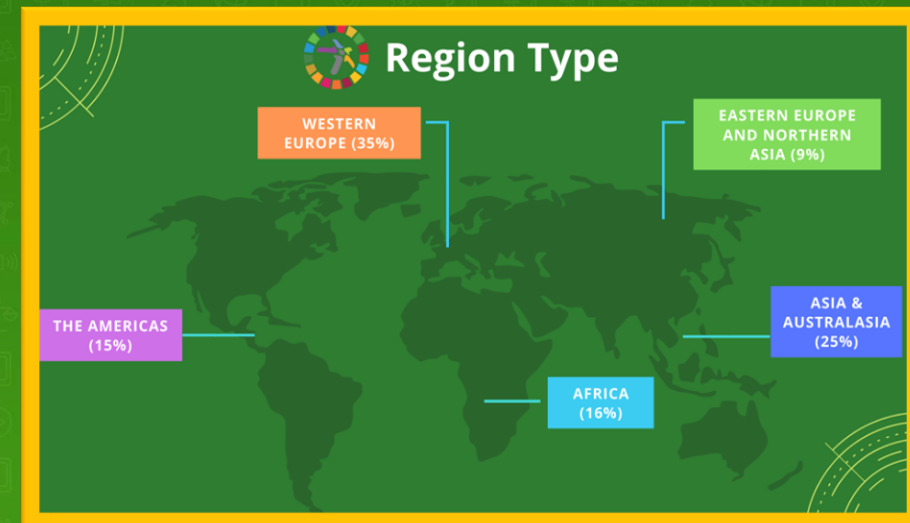 Region Type
WESTERN
EUROPE (35%)
EASTERN EUROPE
AND NORTHERN
ASIA (9%)
THE AMERICAS
(15%)
ASIA &
AUSTRALASIA
(25%)
AFRICA
(16%)